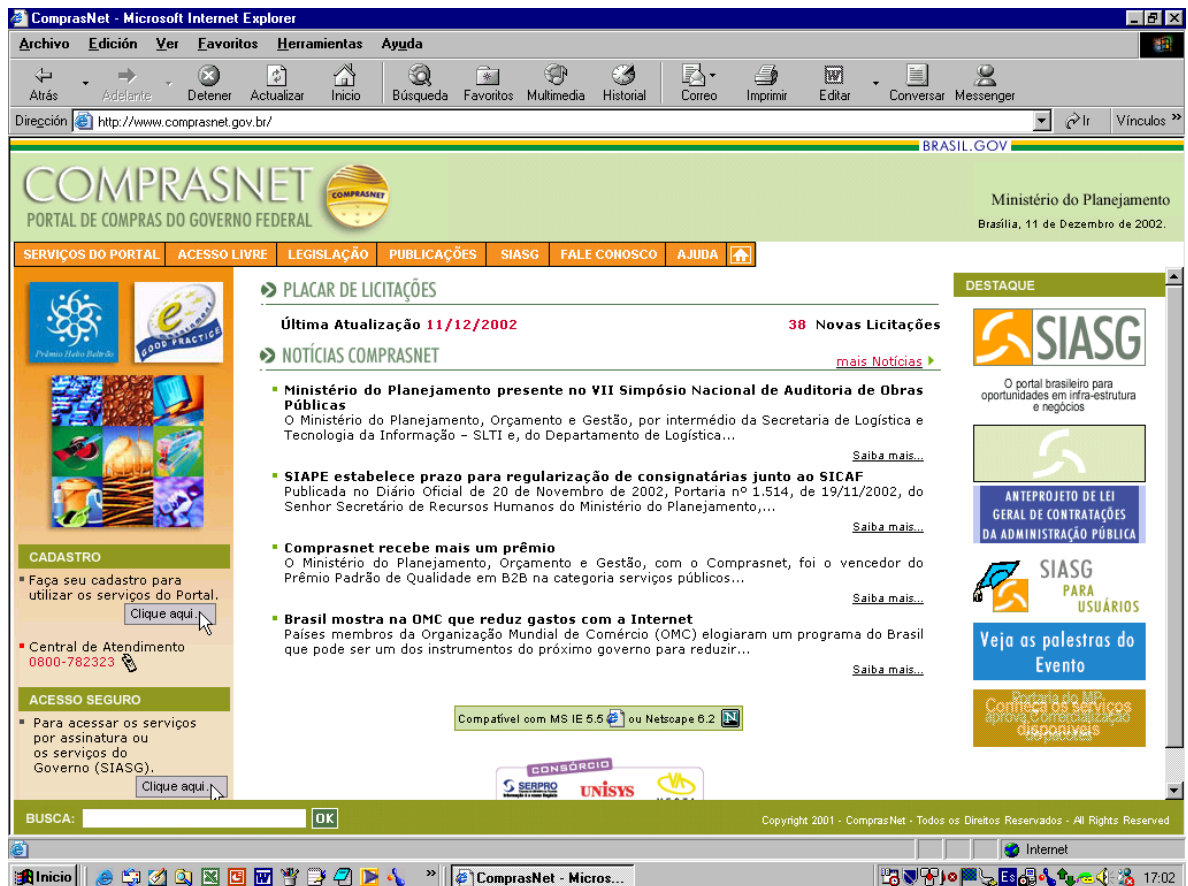 ComprasNet - Microsoft Internet Explorer
Archivo Edición Ver Favoritos Herramientas Ayuda
Atrás Adelante Detener Actualizar Inicio Búsqueda Favoritos Multimedia Historial Correo Imprimir Editar Conversar Messenger
Dirección http://www.comprasnet.gov.br/ Ir Vínculos »
BRASIL.GOV
COMPRASNET
COMPRASNET
PORTAL DE COMPRAS DO GOVERNO FEDERAL
Ministério do Planejamento
Brasília, 11 de Dezembro de 2002.
SERVIÇOS DO PORTAL ACESSO LIVRE LEGISLAÇÃO PUBLICAÇÕES SIASG FALE CONOSCO AJUDA
Prêmio Helio Beltrão
e
GOOD PRACTICE
CADASTRO
Faça seu cadastro para
utilizar os serviços do Portal.
Clique aqui.
Central de Atendimento
0800-782323
ACESSO SEGURO
Para acessar os serviços
por assinatura ou
os serviços do
Governo (SIASG).
Clique aqui.
PLACAR DE LICITAÇÕES
Última Atualização 11/12/2002 38 Novas Licitações
NOTÍCIAS COMPRASNET
mais Notícias
Ministério do Planejamento presente no VII Simpósio Nacional de Auditoria de Obras
Públicas
O Ministério do Planejamento, Orçamento e Gestão, por intermédio da Secretaria de Logística e
Tecnologia da Informação – SLTI e, do Departamento de Logística...
Saiba mais...
SIAPE estabelece prazo para regularização de consignatárias junto ao SICAF
Publicada no Diário Oficial de 20 de Novembro de 2002, Portaria nº 1.514, de 19/11/2002, do
Senhor Secretário de Recursos Humanos do Ministério do Planejamento,...
Saiba mais...
Comprasnet recebe mais um prêmio
O Ministério do Planejamento, Orçamento e Gestão, com o Comprasnet, foi o vencedor do
Prêmio Padrão de Qualidade em B2B na categoria serviços públicos...
Saiba mais...
Brasil mostra na OMC que reduz gastos com a Internet
Países membros da Organização Mundial de Comércio (OMC) elogiaram um programa do Brasil
que pode ser um dos instrumentos do próximo governo para reduzir...
Saiba mais...
Compatível com MS IE 5.5 ou Netscape 6.2
CONSÓRCIO
SERPRO UNISYS
DESTAQUE
SIASG
O portal brasileiro para
oportunidades em infra-estrutura
e negócios
ANTEPROJETO DE LEI
GERAL DE CONTRATAÇÕES
DA ADMINISTRAÇÃO PÚBLICA
SIASG
PARA
USUÁRIOS
Veja as palestras do
Evento
Portaria do MP
Conheça os serviços
aprova Comercialização
disponíveis
BUSCA: OK
Copyright 2001 - ComprasNet - Todos os Direitos Reservados - All Rights Reserved
Internet
Inicio » ComprasNet - Micros... Es 17:02